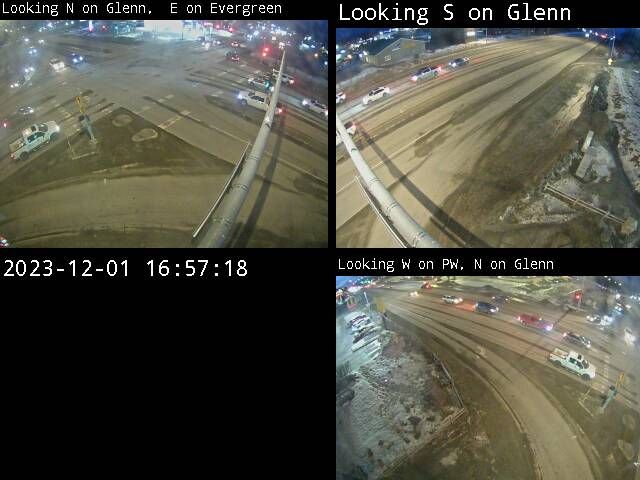 Looking N on Glenn, E on Evergreen
Looking S on Glenn
2023-12-01 16:57:18
Looking W on PW, N on Glenn